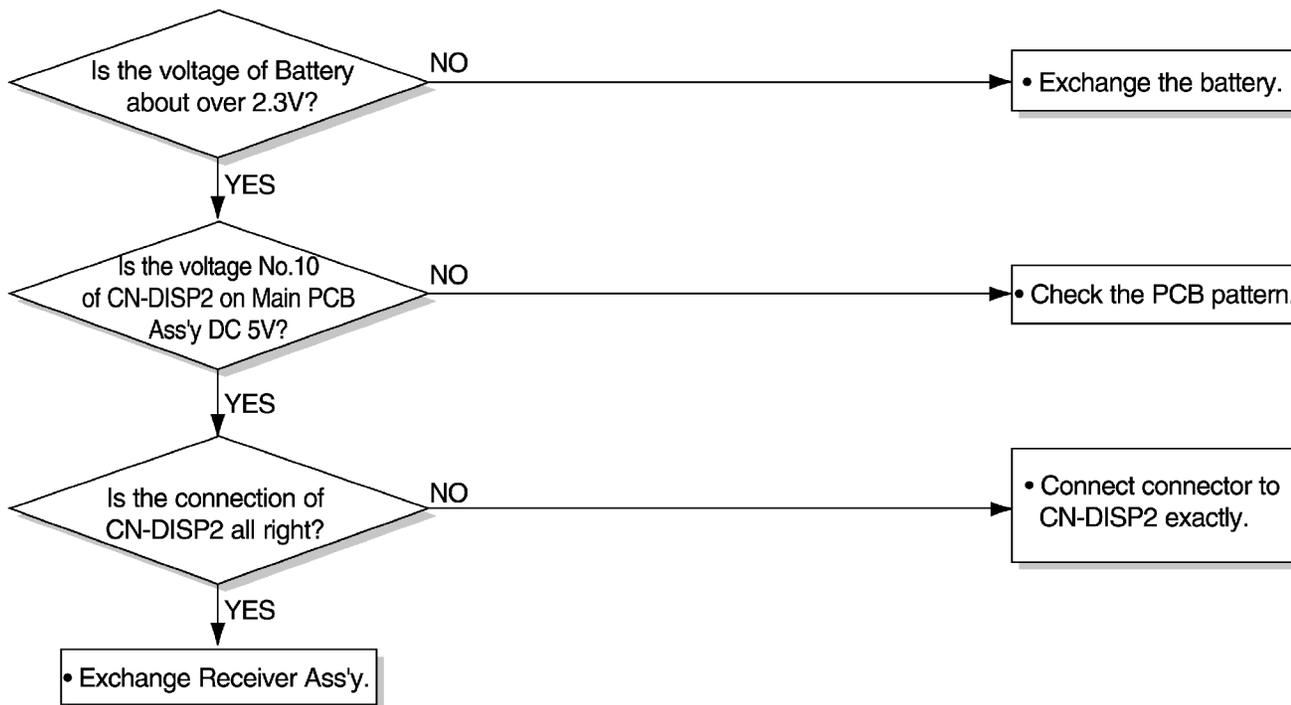 Is the voltage of Battery
about over 2.3V?
NO
• Exchange the battery.
YES
Is the voltage No.10
of CN-DISP2 on Main PCB
Ass'y DC 5V?
NO
• Check the PCB pattern.
YES
Is the connection of
CN-DISP2 all right?
NO
• Connect connector to
CN-DISP2 exactly.
YES
• Exchange Receiver Ass'y.